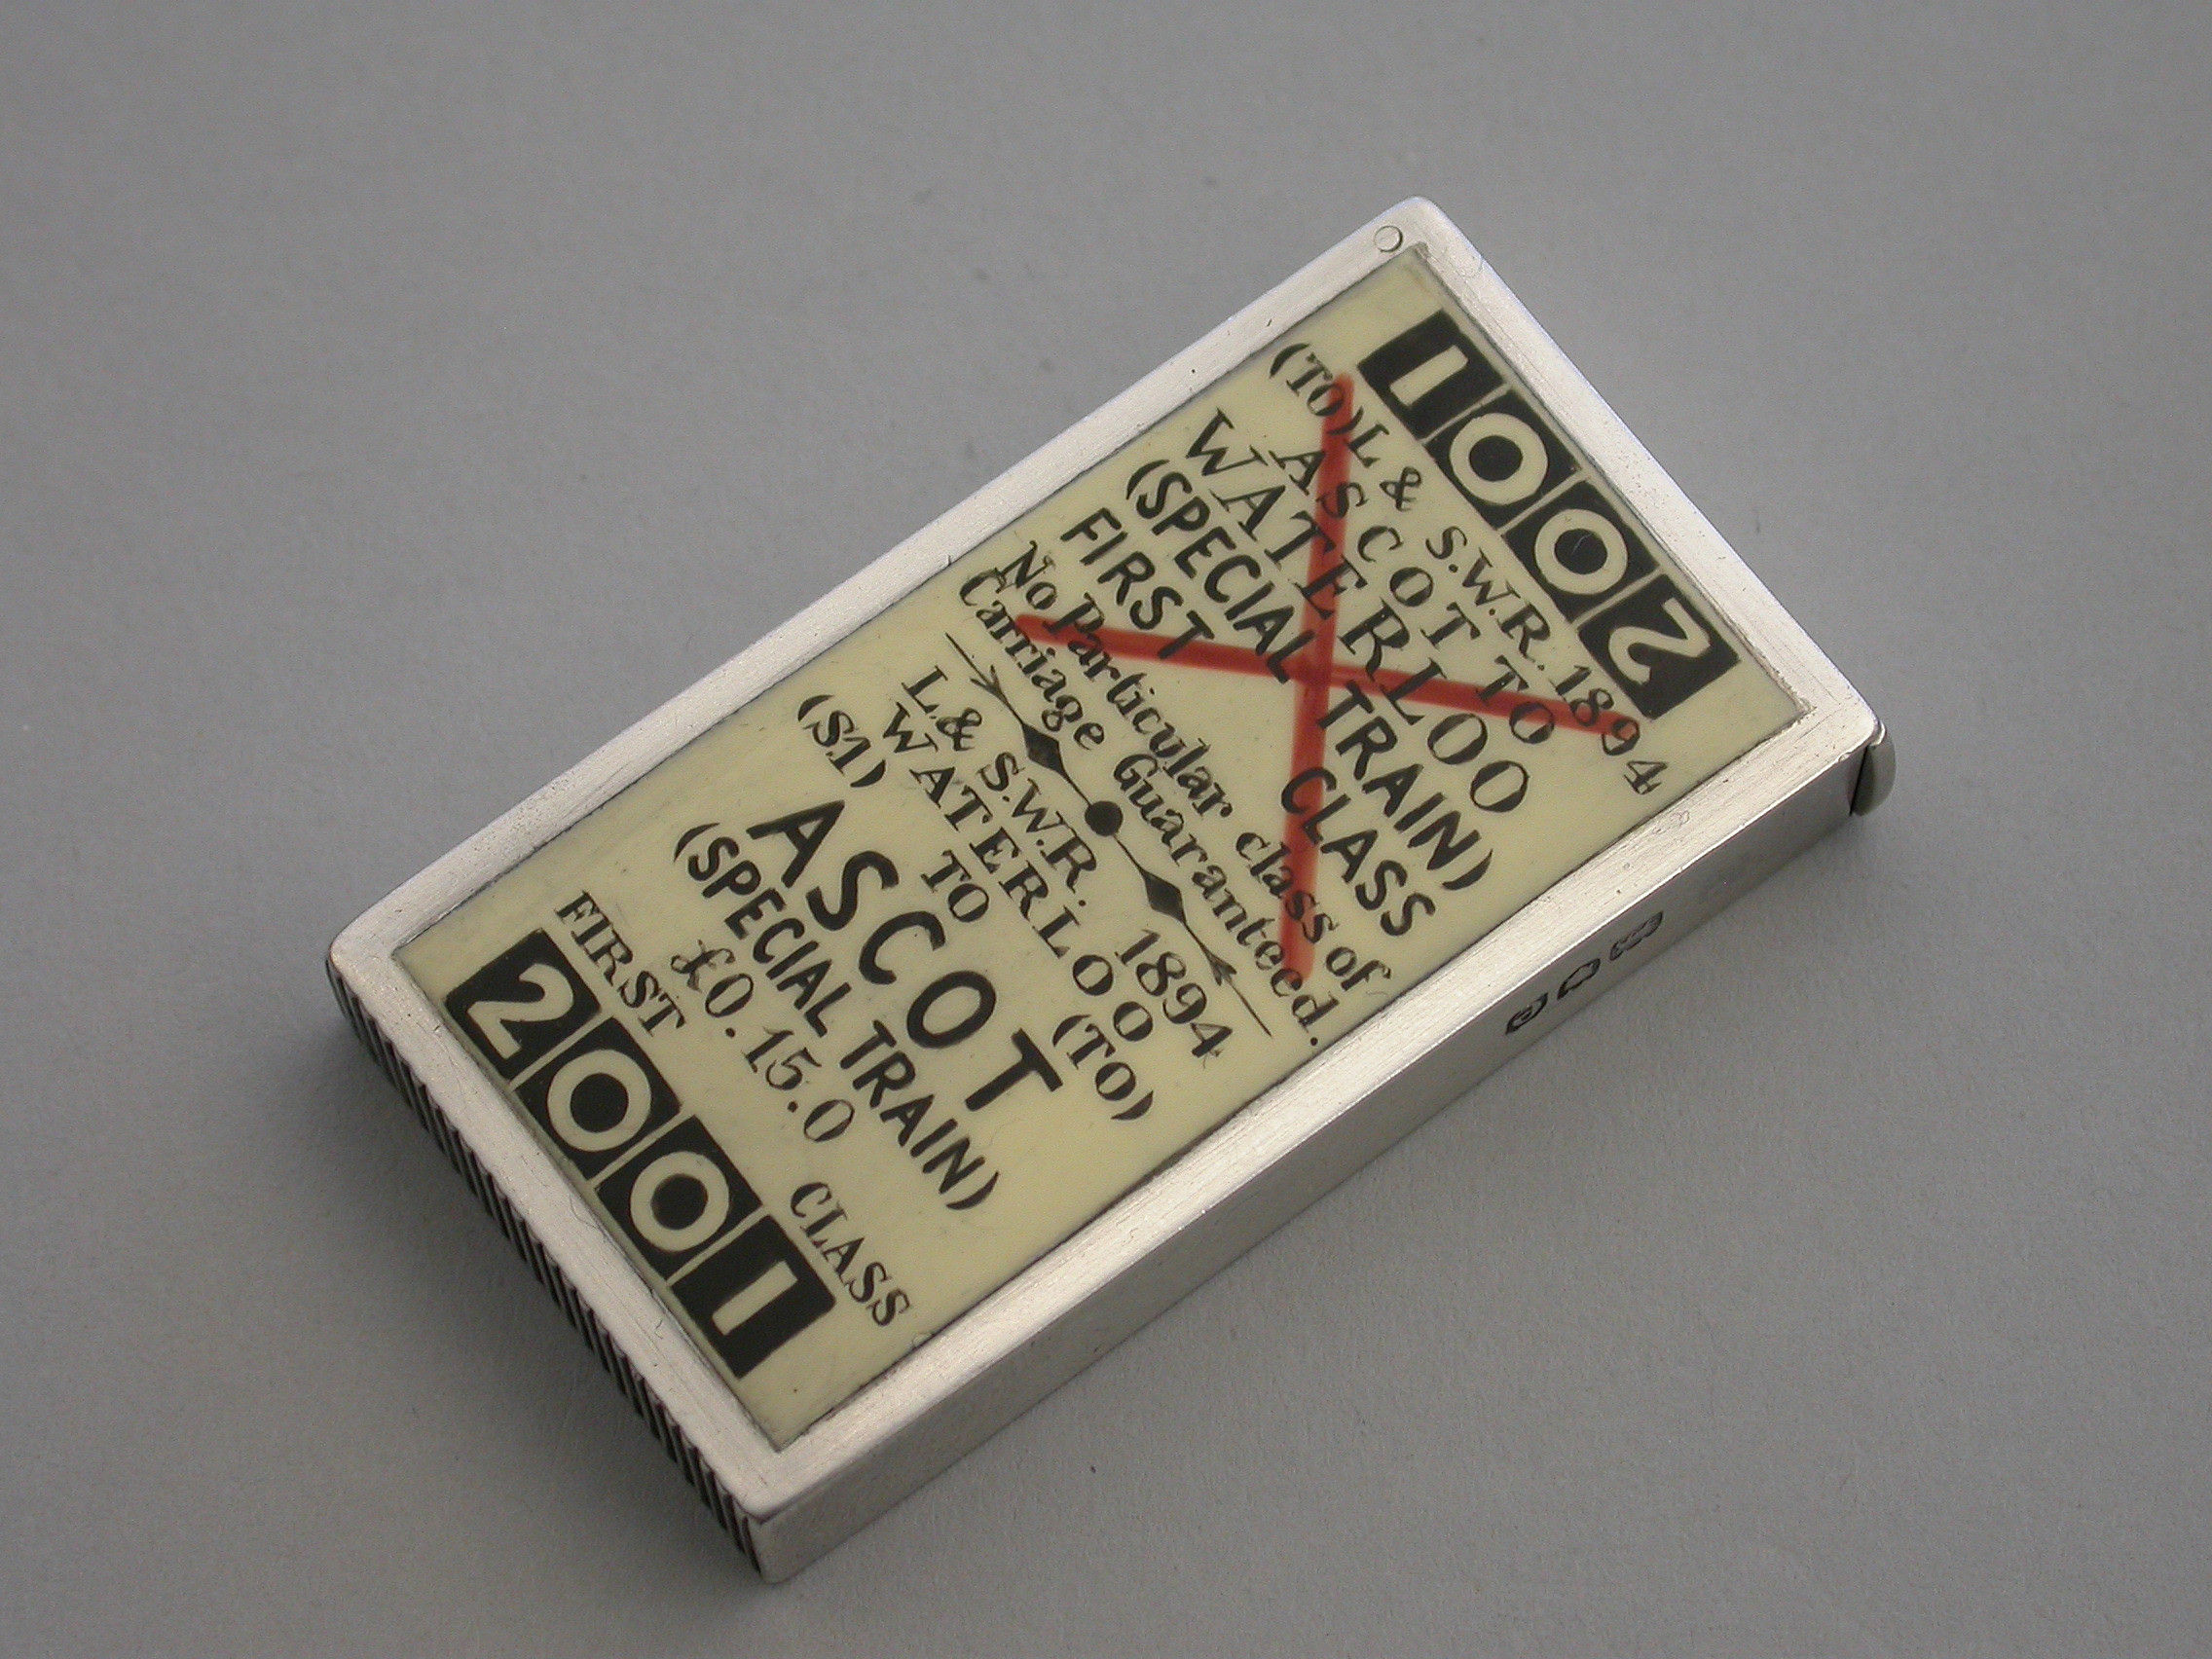 2001
(TO) L & S.W.R. 1894
ASCOT TO
WATERLOO
(SPECIAL TRAIN)
FIRST CLASS
No Particular class of
Carriage Guaranteed.
L. & S.W.R. 1894
WATERLOO (TO)
(S.1) TO
ASCOT
(SPECIAL TRAIN)
£0.15.0
FIRST CLASS
2001